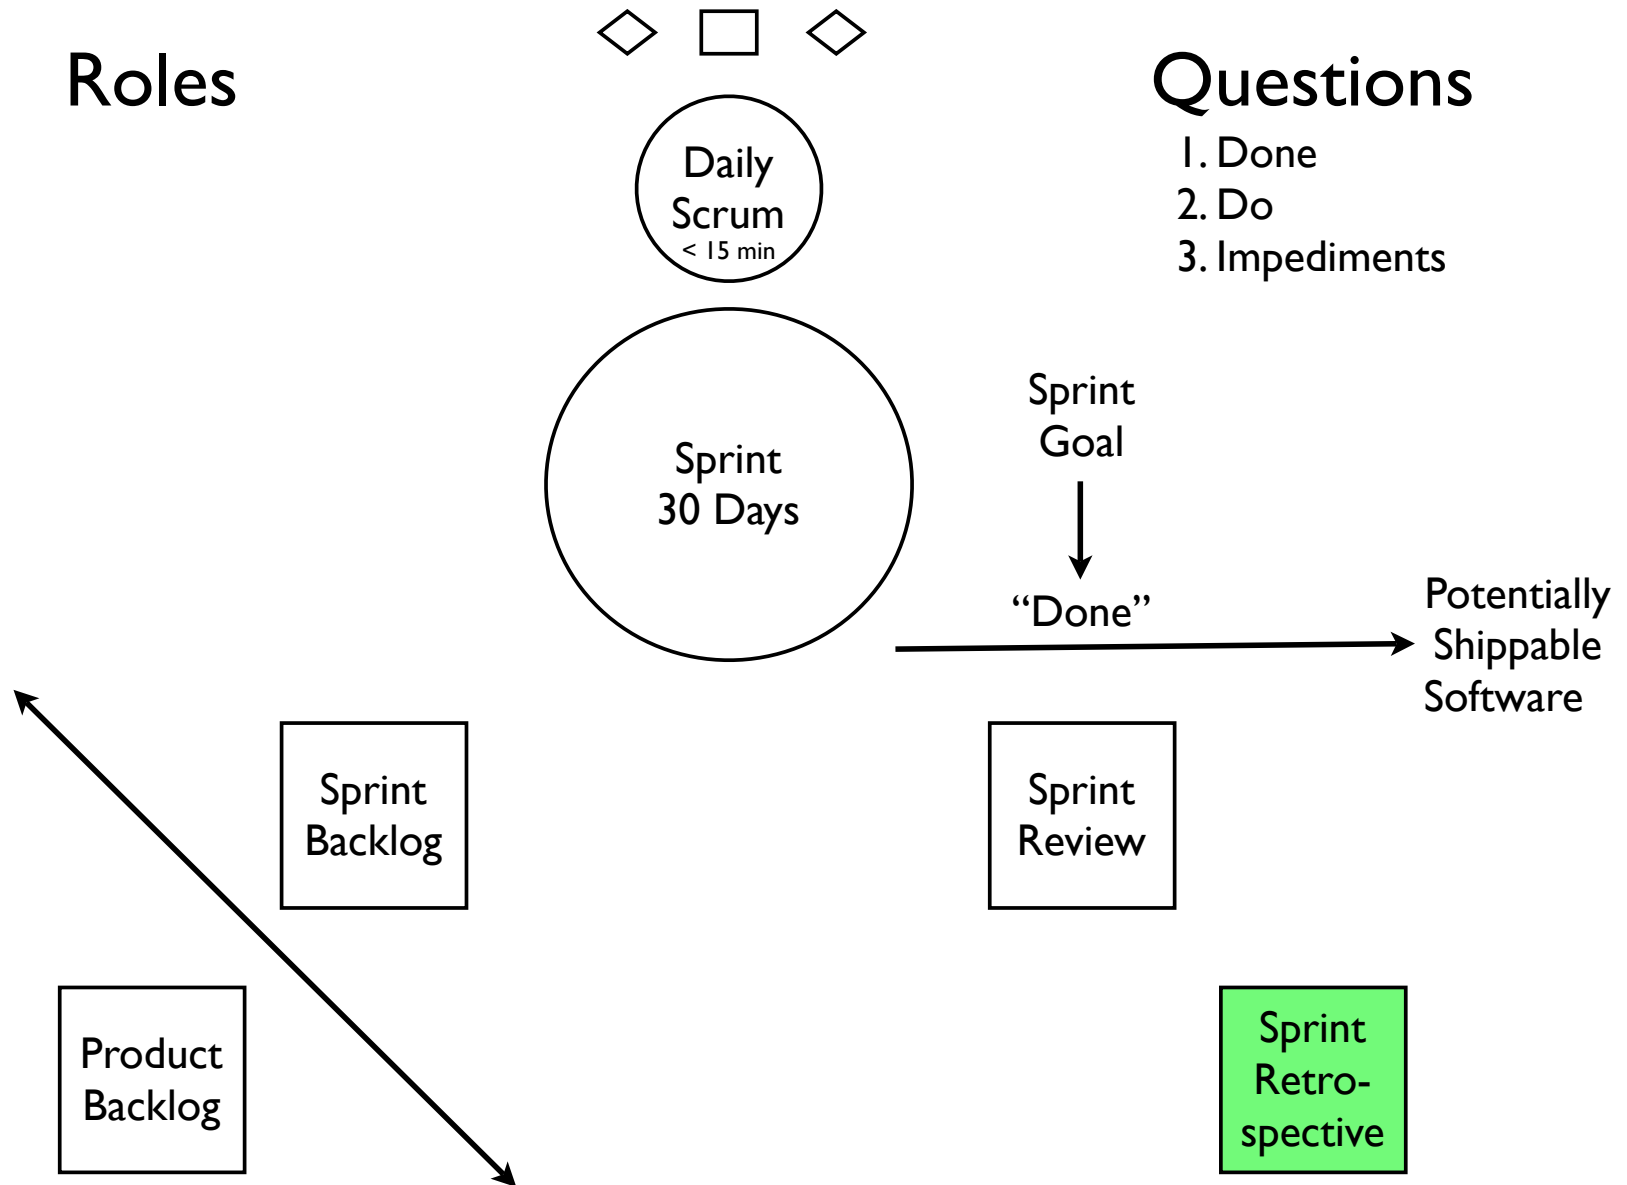 Roles
Questions
1. Done
2. Do
3. Impediments
Daily
Scrum
< 15 min
Sprint
30 Days
Sprint
Goal
“Done”
Potentially
Shippable
Software
Sprint
Backlog
Sprint
Review
Product
Backlog
Sprint
Retro-
spective